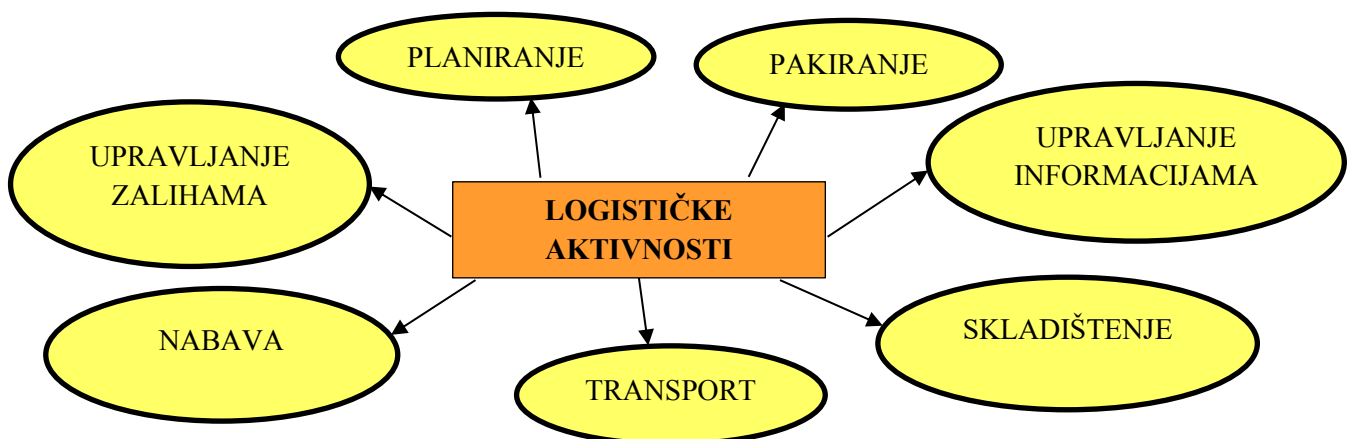 PLANIRANJE
PAKIRANJE
UPRAVLJANJE
ZALIHAMA
UPRAVLJANJE
INFORMACIJAMA
LOGISTIČKE
AKTIVNOSTI
NABAVA
TRANSPORT
SKLADIŠTENJE